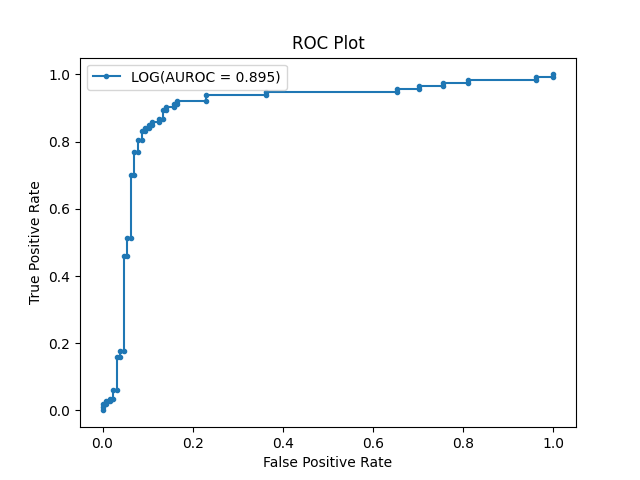 ROC Plot
LOG(AUROC = 0.895)
1.0
0.8
0.6
0.4
0.2
0.0
True Positive Rate
0.0 0.2 0.4 0.6 0.8 1.0
False Positive Rate